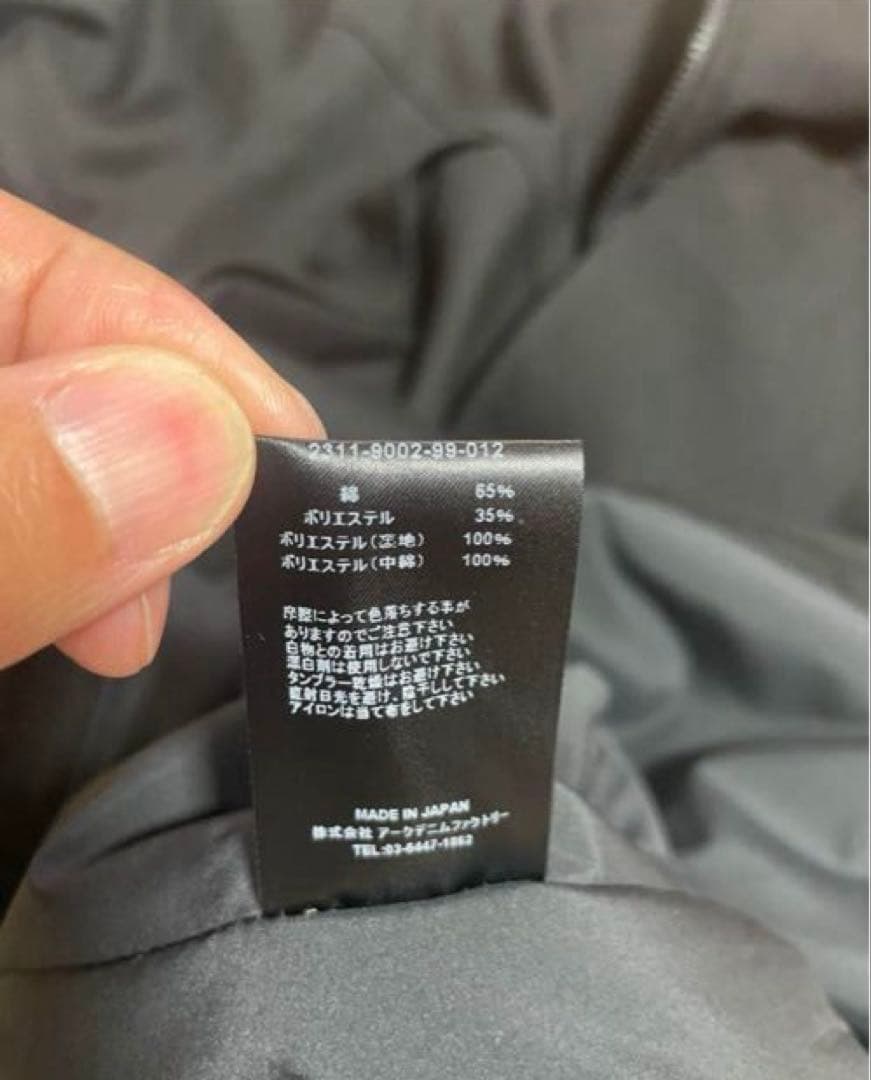 2311-9002-99-012
綿 65%
ポリエステル 35%
ポリエステル(裏地) 100%
ポリエステル(中綿) 100%
摩擦によって色落ちする事が
ありますのでご注意下さい
白物との着用はお避け下さい
漂白剤は使用しないで下さい
タンブラー乾燥はお避け下さい
直射日光を避け、陰干しして下さい
アイロンは当て布をして下さい
MADE IN JAPAN
株式会社 アークデニムファクトリー
TEL:03-6447-1862